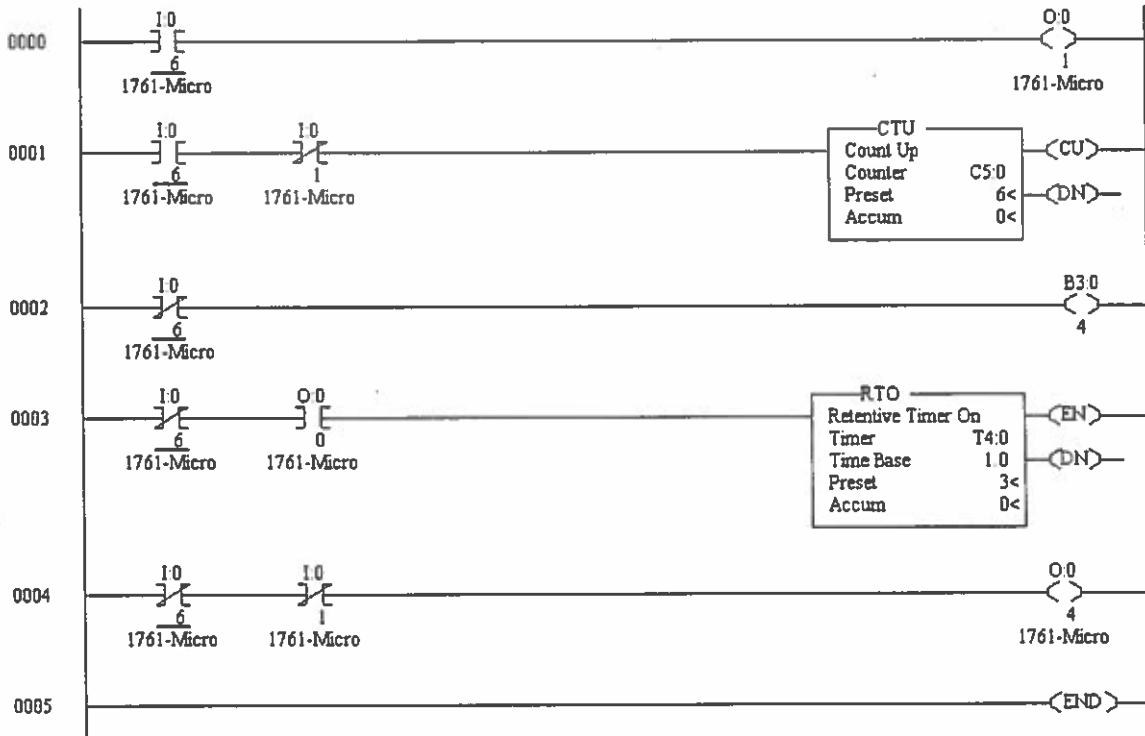 I:0 O:0
0000
6 1
1761-Micro 1761-Micro
I:0 I:0 CTU
0001 Count Up (CU)
Counter C5:0
6 1 Preset 6< (DN)
1761-Micro 1761-Micro Accum 0<
I:0 B3:0
0002
6 4
1761-Micro
I:0 O:0 RTO
0003 Retentive Timer On (EN)
Timer T4:0
6 0 Time Base 1.0 (DN)
1761-Micro 1761-Micro Preset 3<
Accum 0<
I:0 I:0 O:0
0004
6 1 4
1761-Micro 1761-Micro 1761-Micro
0005 (END)